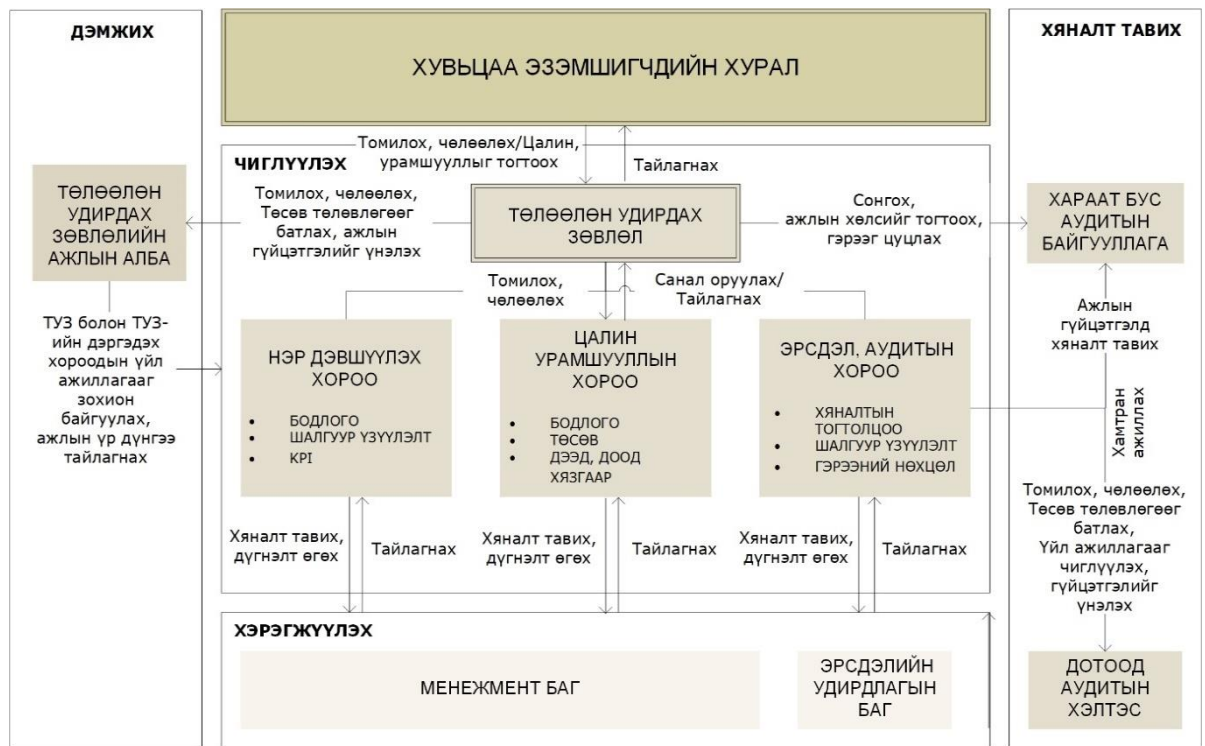 ДЭМЖИХ
ХЯНАЛТ ТАВИХ
ХУВЬЦАА ЭЗЭМШИГЧДИЙН ХУРАЛ
Томилох, чөлөөлөх/Цалин,
урамшууллыг тогтоох
Тайлагнах
ЧИГЛҮҮЛЭХ
ТӨЛӨӨЛӨН
УДИРДАХ
ЗӨВЛӨЛИЙН
АЖЛЫН АЛБА
Томилох, чөлөөлөх,
Төсөв төлөвлөгөөг
батлах, ажлын
гүйцэтгэлийг үнэлэх
ТӨЛӨӨЛӨН УДИРДАХ
ЗӨВЛӨЛ
Сонгох,
ажлын хөлсийг тогтоох,
гэрээг цуцлах
ХАРААТ БУС
АУДИТЫН
БАЙГУУЛЛАГА
Томилох,
чөлөөлөх
Санал оруулах/
Тайлагнах
ТУЗ болон ТУЗ-
ийн дэргэдэх
хороодын үйл
ажиллагааг
зохион
байгуулах,
ажлын үр дүнгээ
тайлагнах
НЭР ДЭВШҮҮЛЭХ
ХОРОО
• БОДЛОГО
• ШАЛГУУР ҮЗҮҮЛЭЛТ
• KPI
ЦАЛИН
УРАМШУУЛЛЫН
ХОРОО
• БОДЛОГО
• ТӨСӨВ
• ДЭЭД, ДООД
ХЯЗГААР
ЭРСДЭЛ, АУДИТЫН
ХОРОО
• ХЯНАЛТЫН
ТОГТОЛЦОО
• ШАЛГУУР ҮЗҮҮЛЭЛТ
• ГЭРЭЭНИЙ НӨХЦӨЛ
Ажлын
гүйцэтгэлд
хяналт тавих
Хамтран
ажиллах
Томилох, чөлөөлөх,
Төсөв төлөвлөгөөг
батлах,
Үйл ажиллагааг
чиглүүлэх,
гүйцэтгэлийг
үнэлэх
Хяналт тавих,
дүгнэлт өгөх
Тайлагнах
Хяналт тавих,
дүгнэлт өгөх
Тайлагнах
Хяналт тавих,
дүгнэлт өгөх
Тайлагнах
ХЭРЭГЖҮҮЛЭХ
МЕНЕЖМЕНТ БАГ
ЭРСДЭЛИЙН
УДИРДЛАГЫН
БАГ
ДОТООД
АУДИТЫН
ХЭЛТЭС